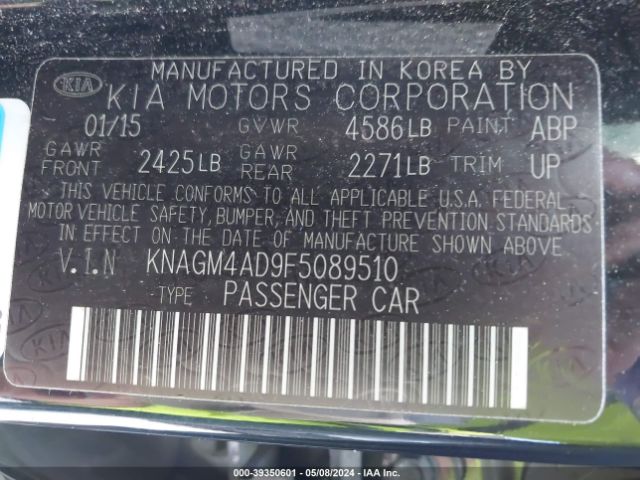 MANUFACTURED IN KOREA BY
KIA KIA MOTORS CORPORATION
01/15 GVWR 4586LB PAINT ABP
GAWR FRONT 2425LB GAWR REAR 2271LB TRIM UP
THIS VEHICLE CONFORMS TO ALL APPLICABLE U.S.A. FEDERAL
MOTOR VEHICLE SAFETY, BUMPER, AND THEFT PREVENTION STANDARDS
IN EFFECT ON THE DATE OF MANUFACTURE SHOWN ABOVE
V.I.N KNAGM4AD9F5089510
TYPE PASSENGER CAR
000-39350601 - 05/08/2024 - IAA Inc.